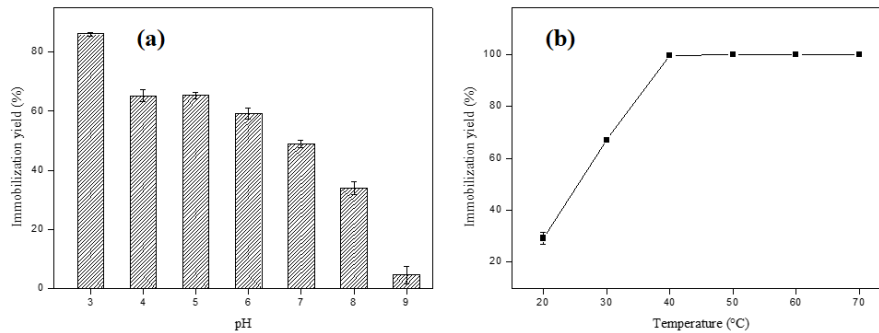 (a)
Immobilization yield (%)
80
60
40
20
0
3 4 5 6 7 8 9
pH
(b)
Immobilization yield (%)
100
80
60
40
20
20 30 40 50 60 70
Temperature (°C)